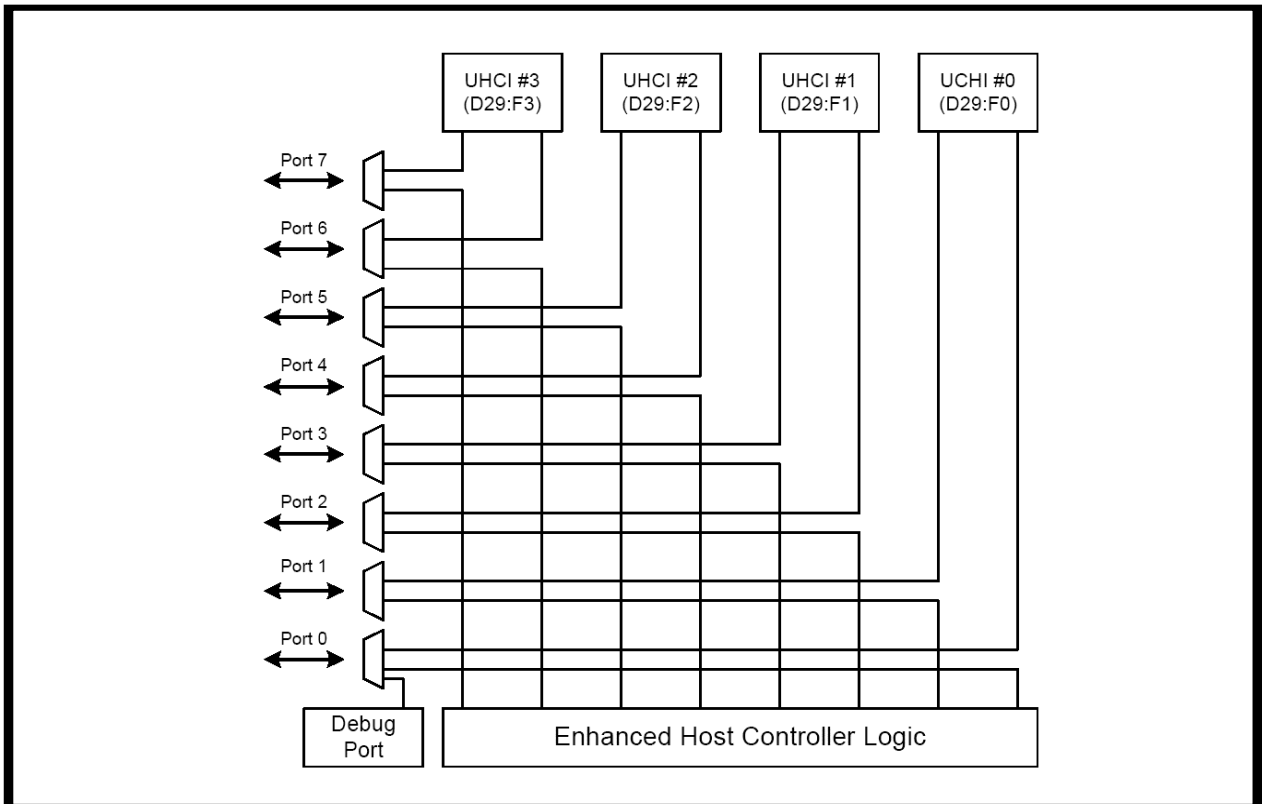 UHCI #3
(D29:F3)
UHCI #2
(D29:F2)
UHCI #1
(D29:F1)
UCHI #0
(D29:F0)
Port 7
Port 6
Port 5
Port 4
Port 3
Port 2
Port 1
Port 0
Debug
Port
Enhanced Host Controller Logic